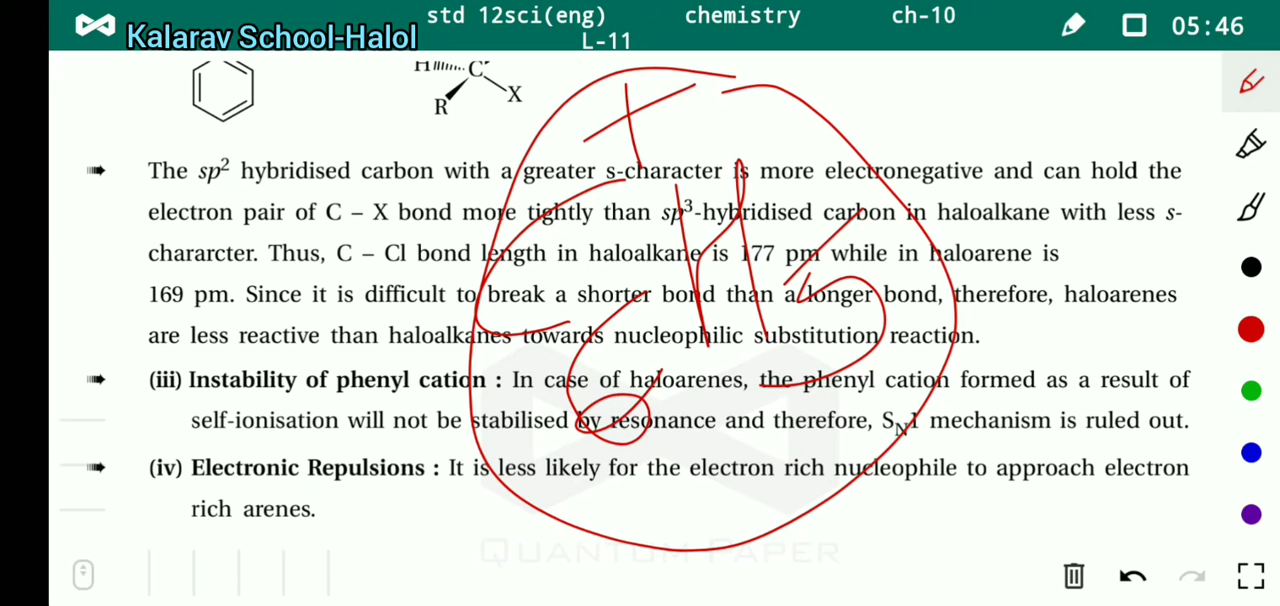 std 12sci(eng) chemistry ch-10 05:46
Kalarav School-Halol L-11
H C
R X
The sp² hybridised carbon with a greater s-character is more electronegative and can hold the
electron pair of C – X bond more tightly than sp³-hybridised carbon in haloalkane with less s-
chararcter. Thus, C – Cl bond length in haloalkane is 177 pm while in haloarene is
169 pm. Since it is difficult to break a shorter bond than a longer bond, therefore, haloarenes
are less reactive than haloalkanes towards nucleophilic substitution reaction.
(iii) Instability of phenyl cation : In case of haloarenes, the phenyl cation formed as a result of
self-ionisation will not be stabilised by resonance and therefore, SN1 mechanism is ruled out.
(iv) Electronic Repulsions : It is less likely for the electron rich nucleophile to approach electron
rich arenes.
QUANTUM PAPER
+
C6H5